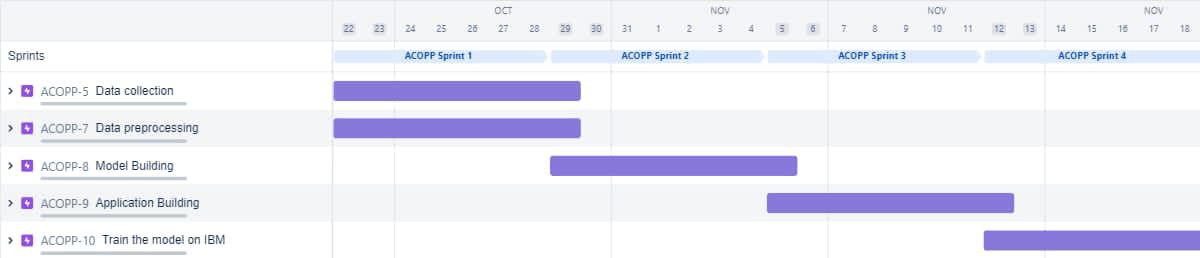 OCT NOV NOV NOV
22 23 24 25 26 27 28 29 30 31 1 2 3 4 5 6 7 8 9 10 11 12 13 14 15 16 17 18
Sprints ACOPP Sprint 1 ACOPP Sprint 2 ACOPP Sprint 3 ACOPP Sprint 4
ACOPP-5 Data collection
ACOPP-7 Data preprocessing
ACOPP-8 Model Building
ACOPP-9 Application Building
ACOPP-10 Train the model on IBM